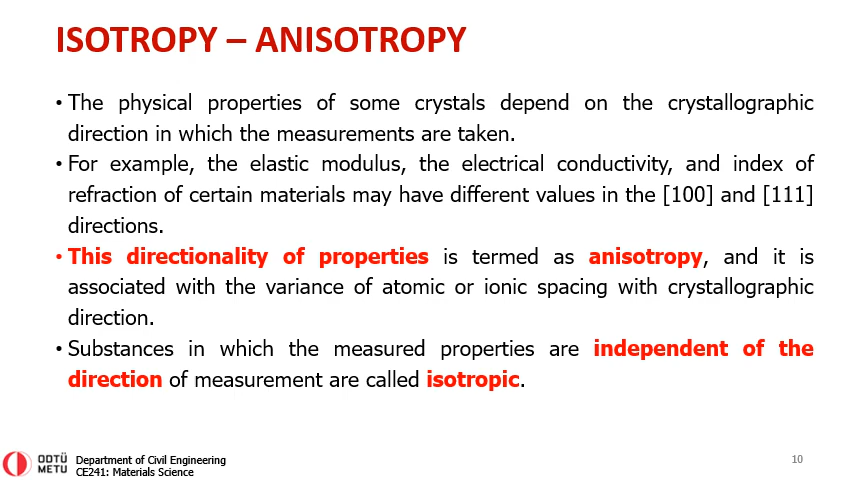 ISOTROPY – ANISOTROPY
• The physical properties of some crystals depend on the crystallographic
direction in which the measurements are taken.
• For example, the elastic modulus, the electrical conductivity, and index of
refraction of certain materials may have different values in the [100] and [111]
directions.
• This directionality of properties is termed as anisotropy, and it is
associated with the variance of atomic or ionic spacing with crystallographic
direction.
• Substances in which the measured properties are independent of the
direction of measurement are called isotropic.
ODTÜ
METU
Department of Civil Engineering
CE241: Materials Science
10